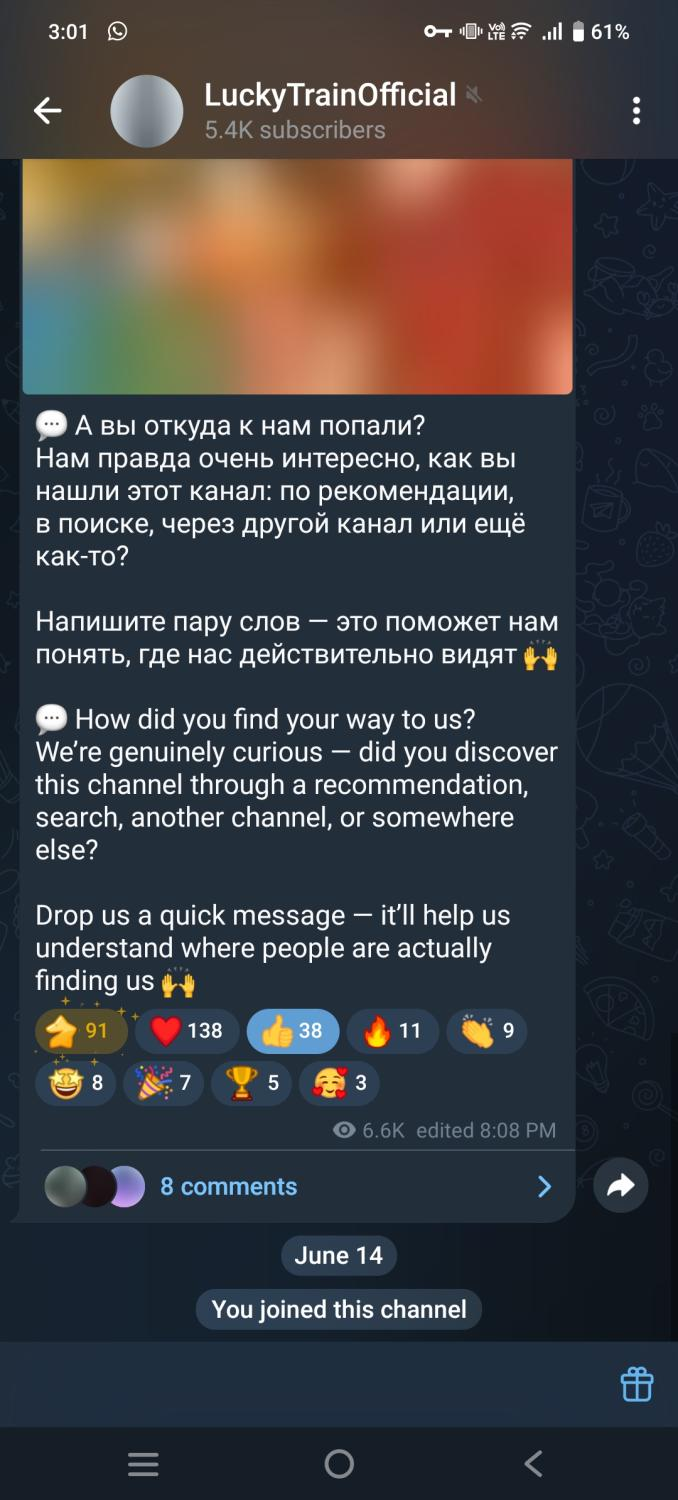 3:01
Vo) LTE
61%
LuckyTrainOfficial
5.4K subscribers
💬 А вы откуда к нам попали?
Нам правда очень интересно, как вы
нашли этот канал: по рекомендации,
в поиске, через другой канал или ещё
как-то?
Напишите пару слов — это поможет нам
понять, где нас действительно видят 🙌
💬 How did you find your way to us?
We’re genuinely curious — did you discover
this channel through a recommendation,
search, another channel, or somewhere
else?
Drop us a quick message — it’ll help us
understand where people are actually
finding us 🙌
⭐ 91 ❤️ 138 👍 38 🔥 11 👏 9
🤩 8 🎉 7 🏆 5 🥰 3
6.6K edited 8:08 PM
8 comments
June 14
You joined this channel